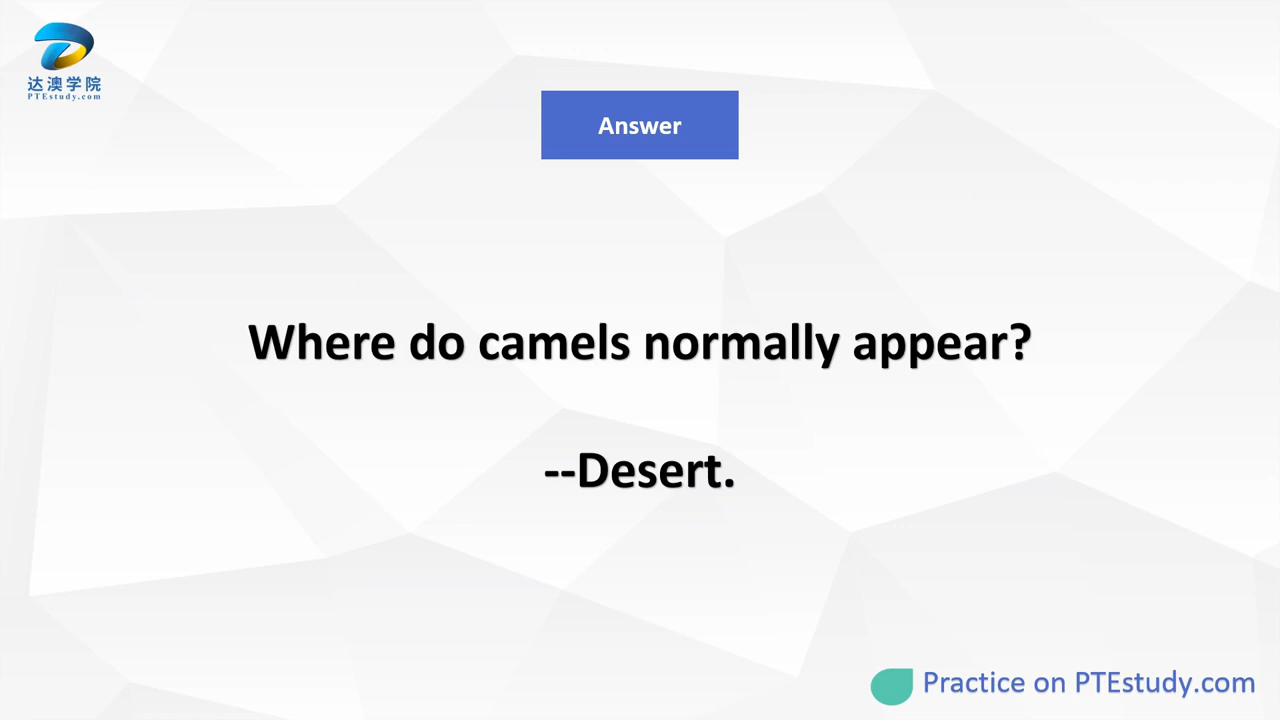 达澳学院
PTEstudy.com
Answer
Where do camels normally appear?
--Desert.
Practice on PTEstudy.com